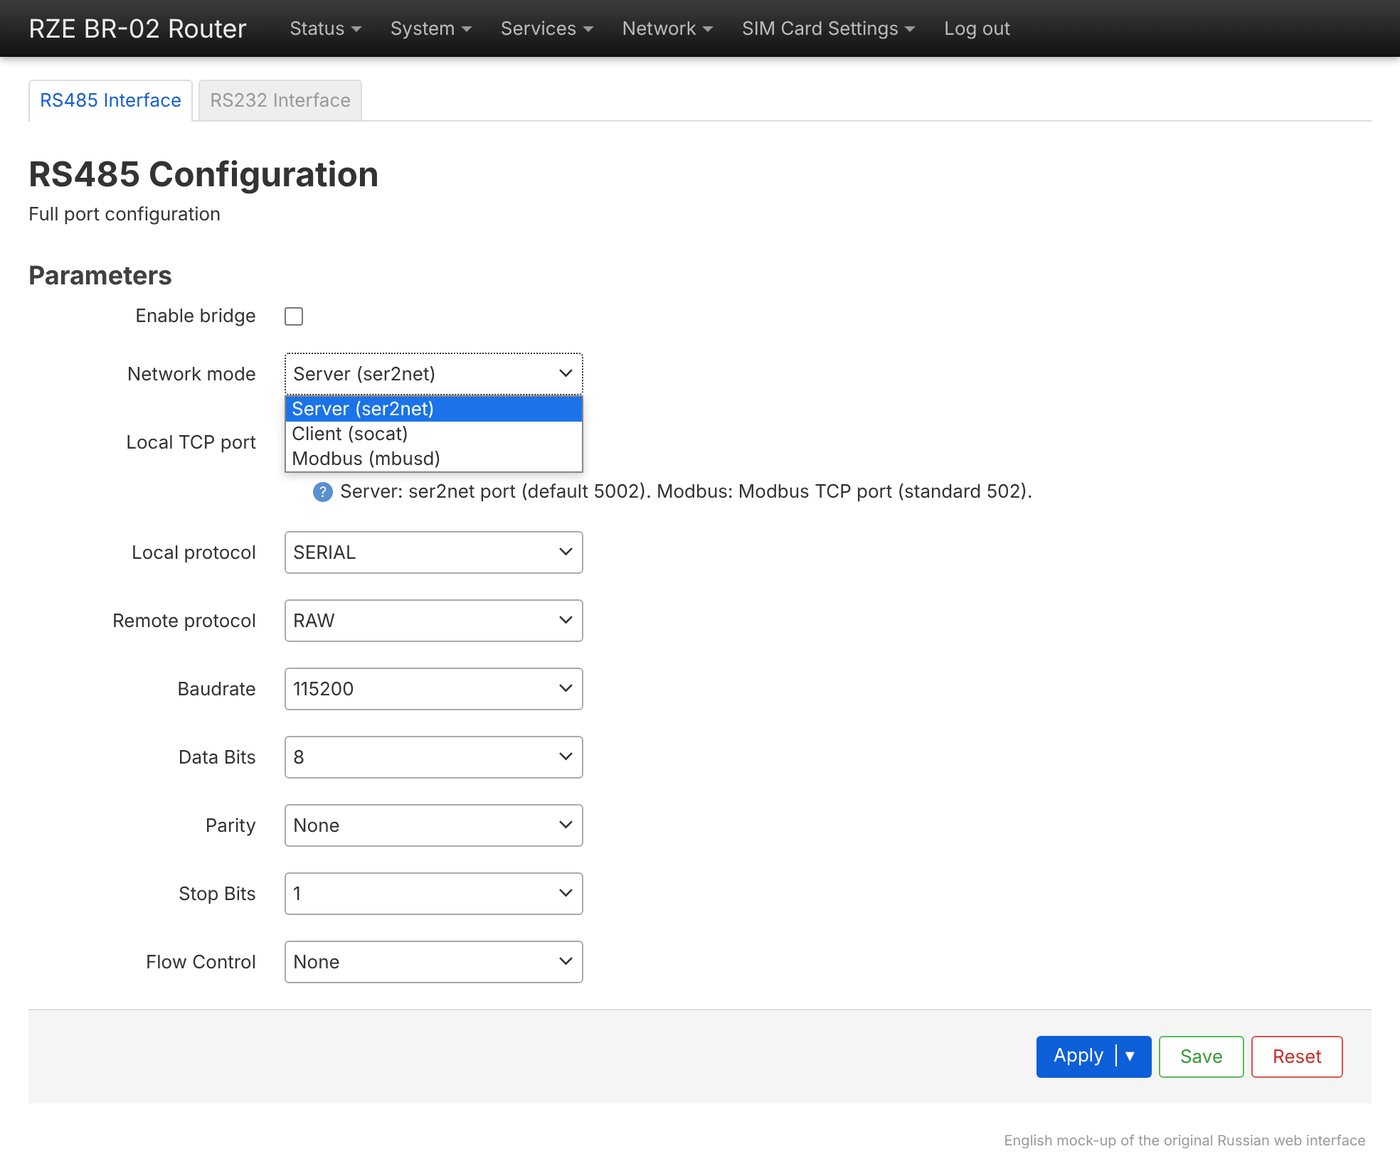 RZE BR-02 Router Status System Services Network SIM Card Settings Log out
RS485 Interface RS232 Interface
RS485 Configuration
Full port configuration
Parameters
Enable bridge
Network mode Server (ser2net)
Server (ser2net)
Client (socat)
Local TCP port
Modbus (mbusd)
? Server: ser2net port (default 5002). Modbus: Modbus TCP port (standard 502).
Local protocol SERIAL
Remote protocol RAW
Baudrate 115200
Data Bits 8
Parity None
Stop Bits 1
Flow Control None
Apply Save Reset
English mock-up of the original Russian web interface